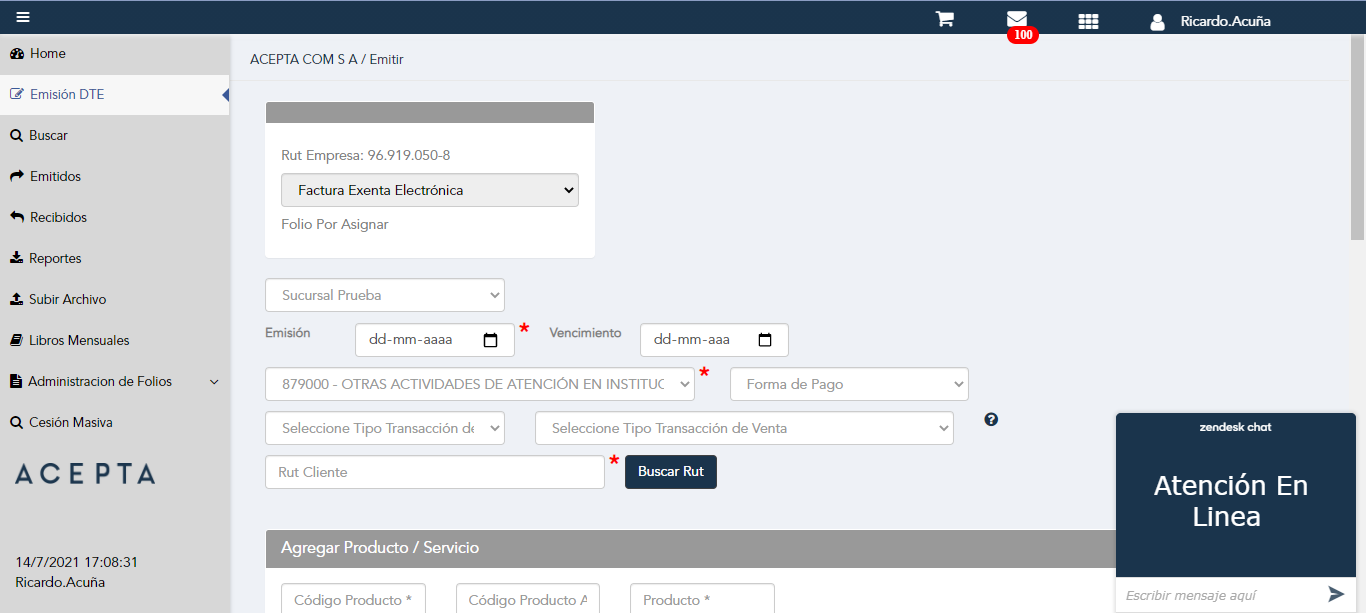 100
Ricardo.Acuña
Home
Emisión DTE
Buscar
Emitidos
Recibidos
Reportes
Subir Archivo
Libros Mensuales
Administracion de Folios
Cesión Masiva
ACEPTA
14/7/2021 17:08:31
Ricardo.Acuña
ACEPTA COM S A / Emitir
Rut Empresa: 96.919.050-8
Factura Exenta Electrónica
Folio Por Asignar
Sucursal Prueba
Emisión dd-mm-aaaa * Vencimiento dd-mm-aaa
879000 - OTRAS ACTIVIDADES DE ATENCIÓN EN INSTITUC * Forma de Pago
Seleccione Tipo Transacción de Seleccione Tipo Transacción de Venta ?
Rut Cliente * Buscar Rut
Agregar Producto / Servicio
Código Producto * Código Producto A Producto *
zendesk chat
Atención En
Linea
Escribir mensaje aquí